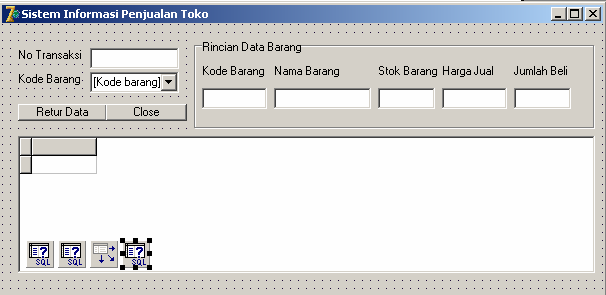 Sistem Informasi Penjualan Toko
No Transaksi
Kode Barang
[Kode barang]
Retur Data
Close
Rincian Data Barang
Kode Barang Nama Barang Stok Barang Harga Jual Jumlah Beli
SQL SQL SQL